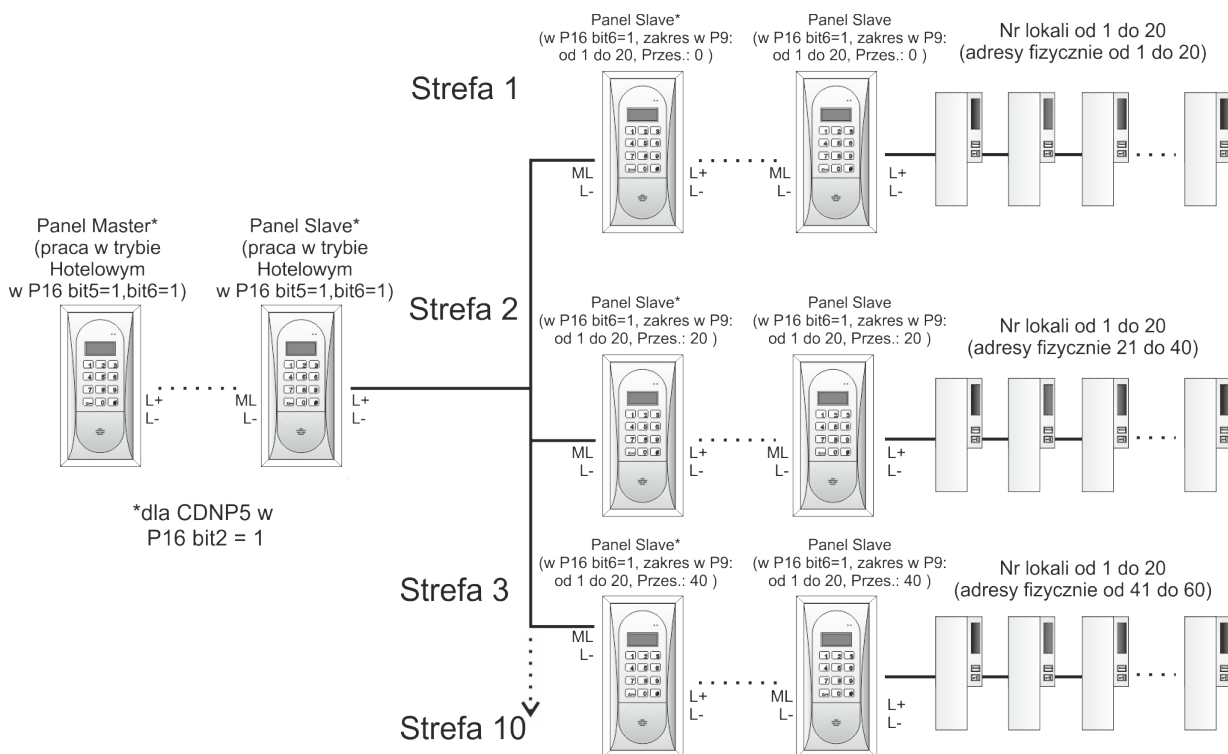 Panel Slave*
(w P16 bit6=1, zakres w P9:
od 1 do 20, Przes.: 0 )
Panel Slave
(w P16 bit6=1, zakres w P9:
od 1 do 20, Przes.: 0 )
Nr lokali od 1 do 20
(adresy fizycznie od 1 do 20)
Strefa 1
ML
L-
L+
L-
ML
L-
L+
L-
Panel Master*
(praca w trybie
Hotelowym
w P16 bit5=1,bit6=1)
Panel Slave*
(praca w trybie
Hotelowym
w P16 bit5=1,bit6=1)
L+
L-
ML
L-
L+
L-
*dla CDNP5 w
P16 bit2 = 1
Strefa 2
Panel Slave*
(w P16 bit6=1, zakres w P9:
od 1 do 20, Przes.: 20 )
Panel Slave
(w P16 bit6=1, zakres w P9:
od 1 do 20, Przes.: 20 )
Nr lokali od 1 do 20
(adresy fizycznie 21 do 40)
ML
L-
L+
L-
ML
L-
L+
L-
Strefa 3
Panel Slave*
(w P16 bit6=1, zakres w P9:
od 1 do 20, Przes.: 40 )
Panel Slave
(w P16 bit6=1, zakres w P9:
od 1 do 20, Przes.: 40 )
Nr lokali od 1 do 20
(adresy fizycznie od 41 do 60)
ML
L-
L+
L-
ML
L-
L+
L-
Strefa 10